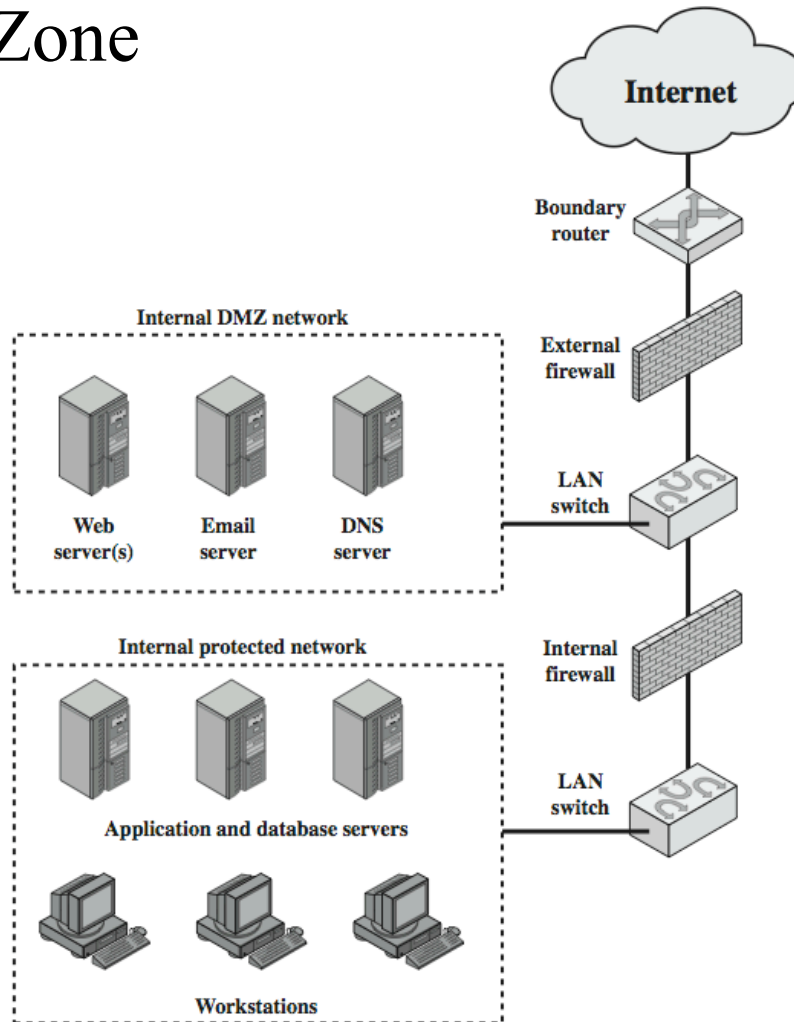 Zone
Internet
Boundary
router
Internal DMZ network
External
firewall
LAN
switch
Web
server(s)
Email
server
DNS
server
Internal protected network
Internal
firewall
LAN
switch
Application and database servers
Workstations